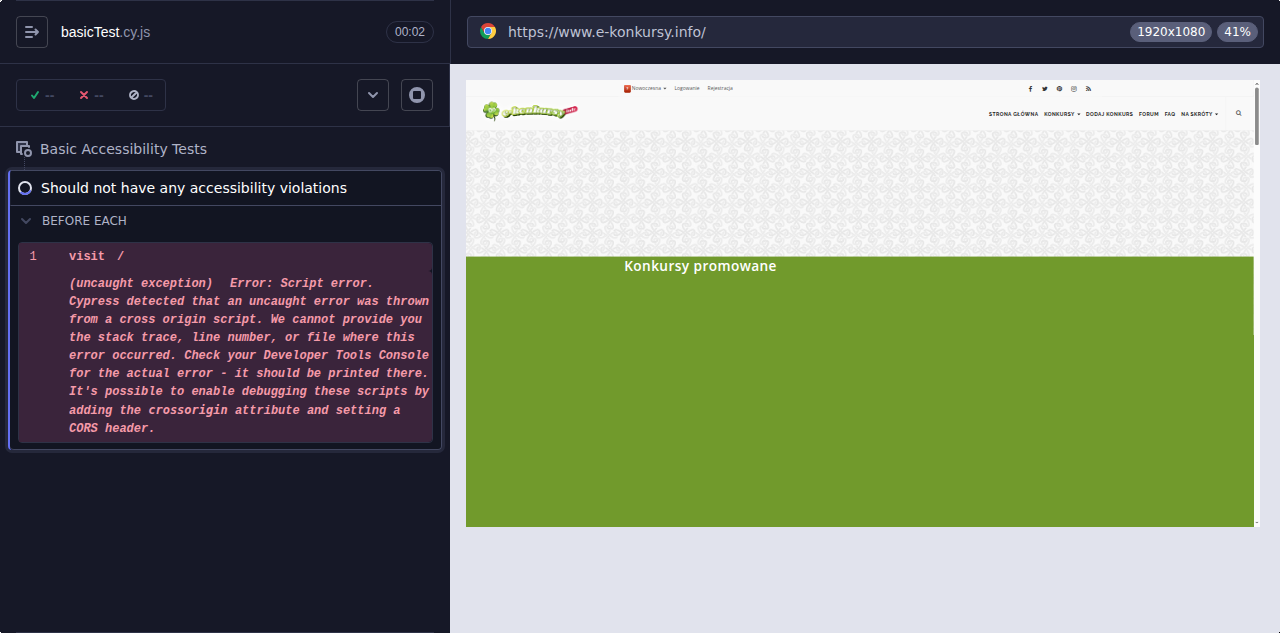 basicTest.cy.js
00:02
https://www.e-konkursy.info/
1920x1080
41%
--
--
--
Basic Accessibility Tests
Should not have any accessibility violations
BEFORE EACH
1 visit /
(uncaught exception) Error: Script error.
Cypress detected that an uncaught error was thrown
from a cross origin script. We cannot provide you
the stack trace, line number, or file where this
error occurred. Check your Developer Tools Console
for the actual error - it should be printed there.
It's possible to enable debugging these scripts by
adding the crossorigin attribute and setting a
CORS header.
Nowoczesna Logowanie Rejestracja
STRONA GŁÓWNA KONKURSY DODAJ KONKURS FORUM FAQ NA SKRÓTY
Konkursy promowane